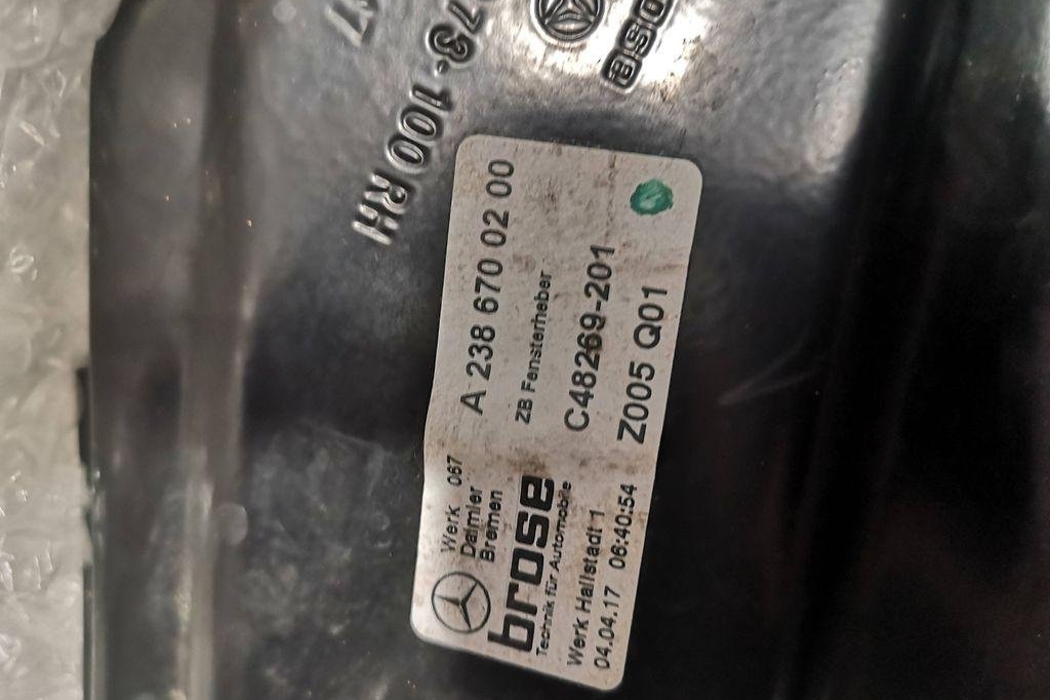 73-100 RH
A 238 670 02 00
ZB Fensterheber
C48269-201
Z005 Q01
Werk 067
Daimler
Bremen
brose
Technik für Automobile
Werk Hallstadt 1
04.04.17 06:40:54